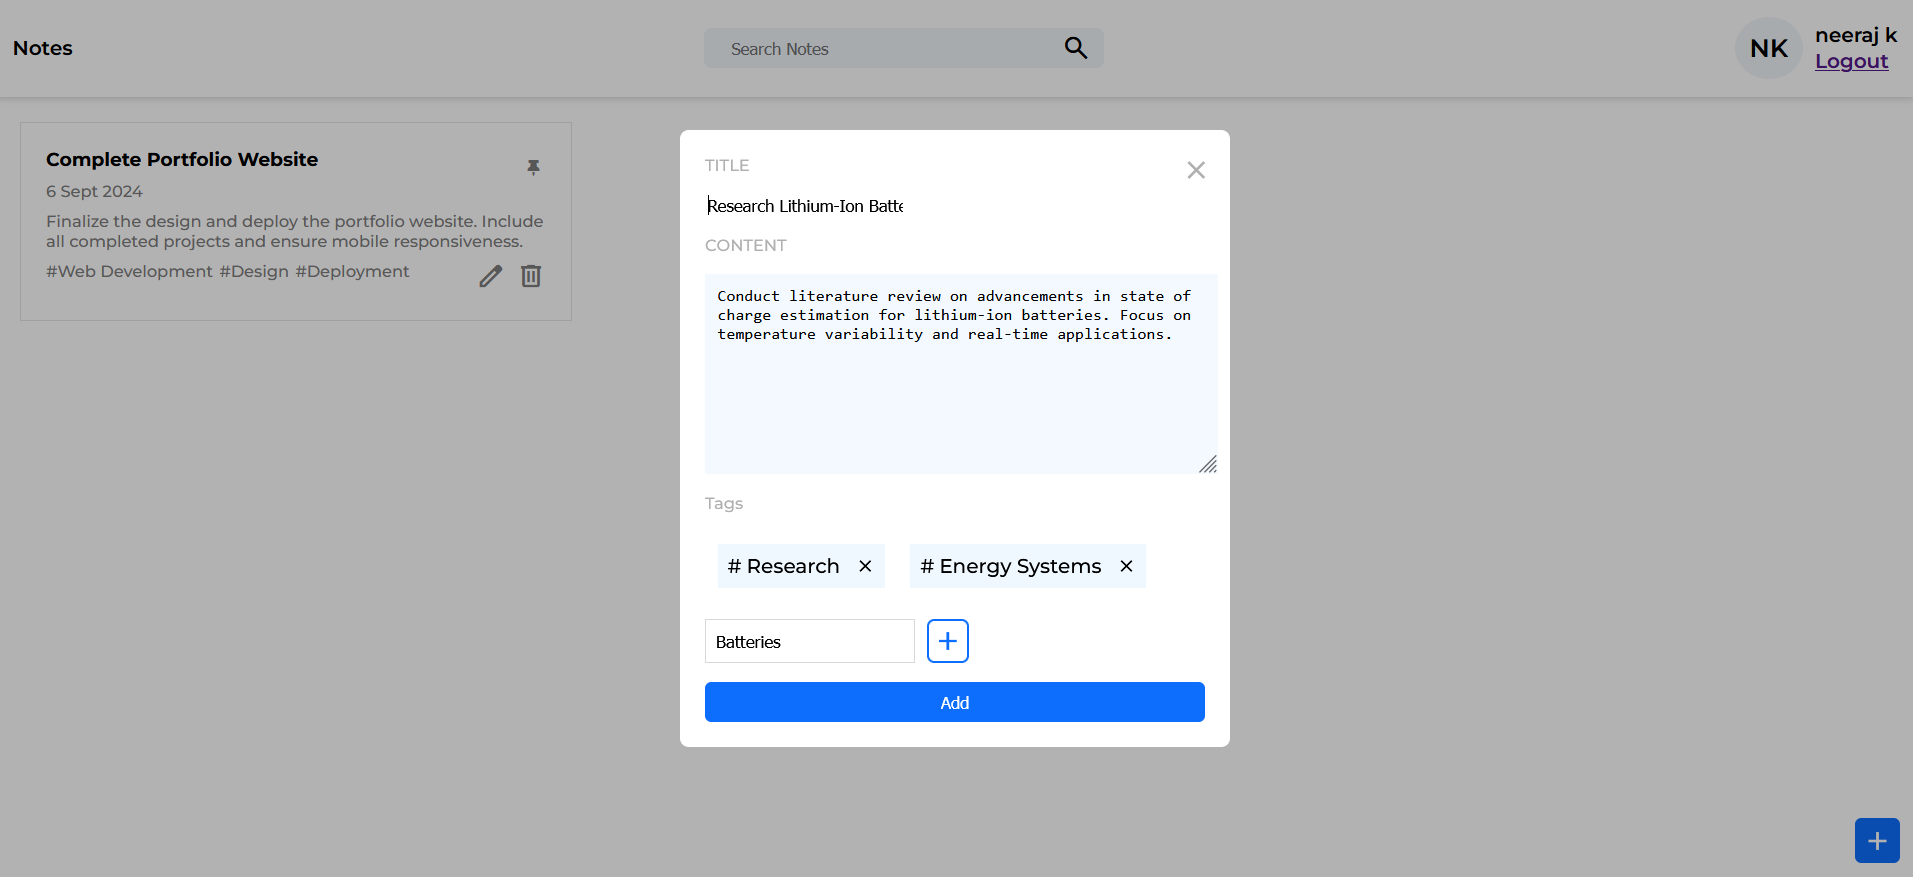 Notes
Search Notes
NK
neeraj k
Logout
Complete Portfolio Website
6 Sept 2024
Finalize the design and deploy the portfolio website. Include
all completed projects and ensure mobile responsiveness.
#Web Development #Design #Deployment
TITLE
Research Lithium-Ion Batte
CONTENT
Conduct literature review on advancements in state of
charge estimation for lithium-ion batteries. Focus on
temperature variability and real-time applications.
Tags
# Research
# Energy Systems
Batteries
Add